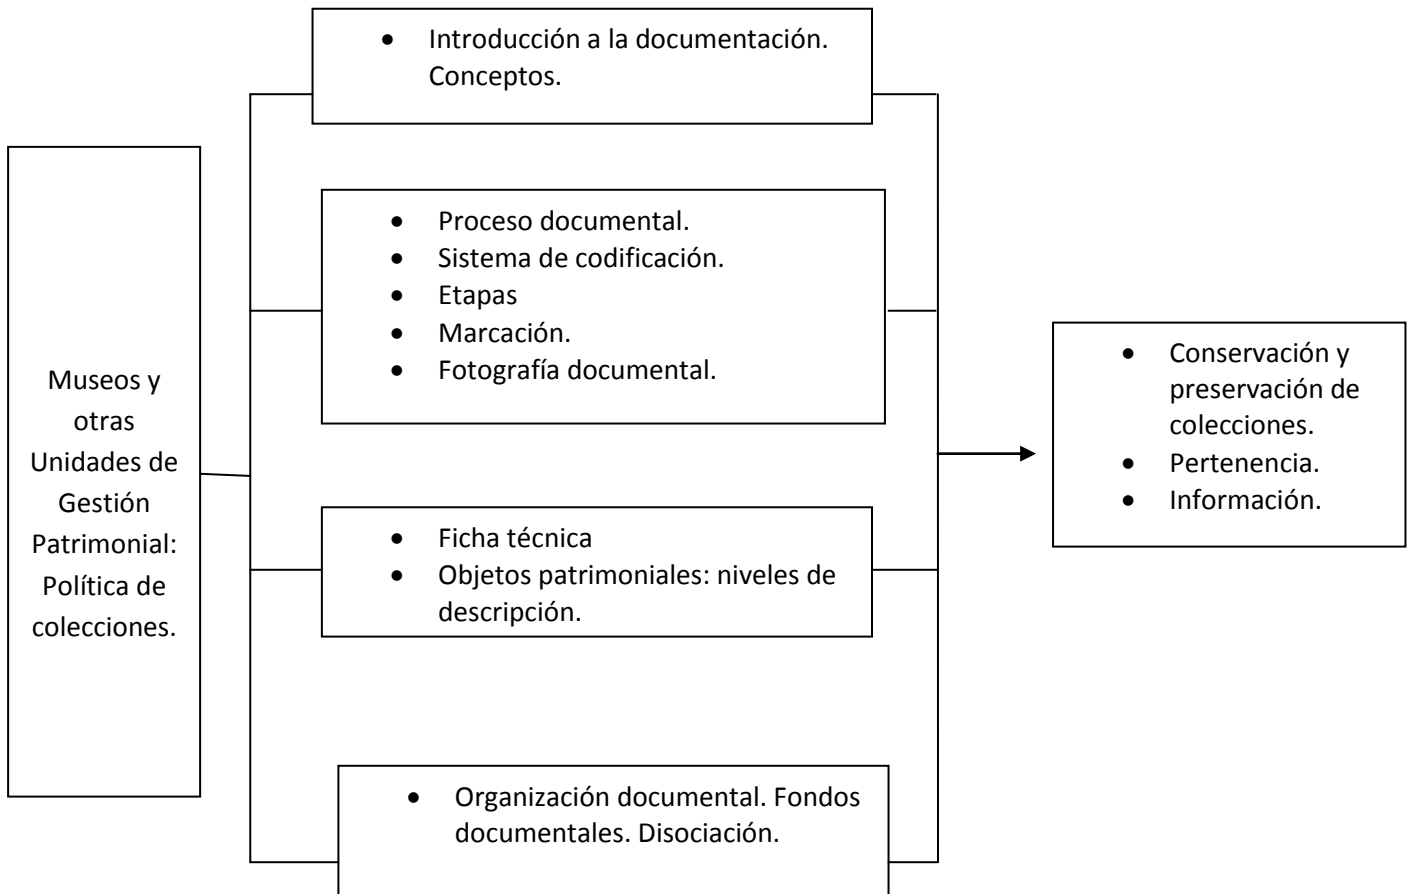 • Introducción a la documentación.
Conceptos.
Museos y
otras
Unidades de
Gestión
Patrimonial:
Política de
colecciones.
• Proceso documental.
• Sistema de codificación.
• Etapas
• Marcación.
• Fotografía documental.
• Ficha técnica
• Objetos patrimoniales: niveles de
descripción.
• Organización documental. Fondos
documentales. Disociación.
• Conservación y
preservación de
colecciones.
• Pertenencia.
• Información.